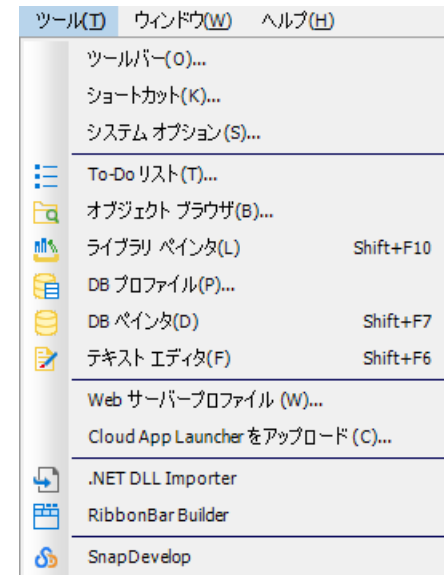 ツール(T) ウィンドウ(W) ヘルプ(H)
ツールバー(O)...
ショートカット(K)...
システム オプション(S)...
To-Do リスト(T)...
オブジェクト ブラウザ(B)...
ライブラリ ペインタ(L) Shift+F10
DB プロファイル(P)...
DB ペインタ(D) Shift+F7
テキスト エディタ(F) Shift+F6
Web サーバープロファイル (W)...
Cloud App Launcher をアップロード (C)...
.NET DLL Importer
RibbonBar Builder
SnapDevelop